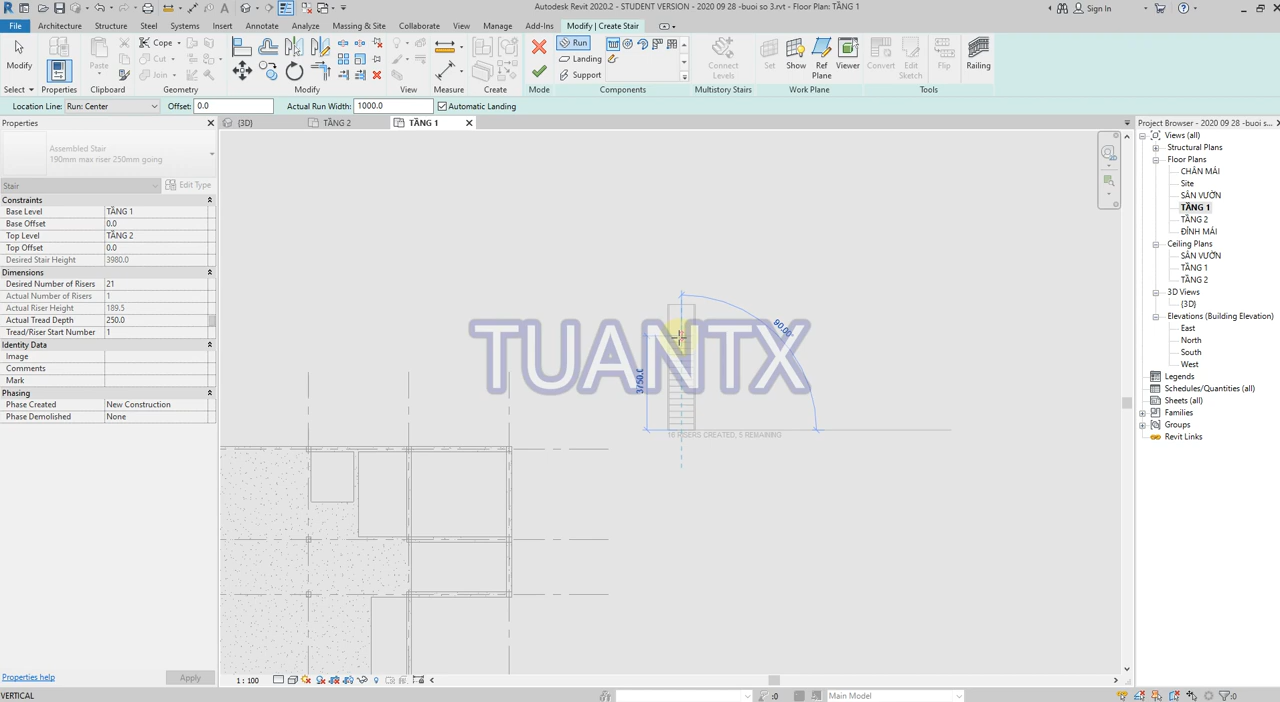 Autodesk Revit 2020.2 - STUDENT VERSION - 2020 09 28 -buoi so 3.rvt - Floor Plan: TẦNG 1
Sign In
File Architecture Structure Steel Systems Insert Annotate Analyze Massing & Site Collaborate View Manage Add-Ins Modify | Create Stair
Modify Paste Cope Cut Join Run Landing Support Connect Levels Set Show Ref Plane Viewer Convert Edit Sketch Flip Railing
Select Properties Clipboard Geometry Modify View Measure Create Mode Components Multistory Stairs Work Plane Tools
Location Line: Run: Center Offset: 0.0 Actual Run Width: 1000.0 Automatic Landing
Properties
{3D} TẦNG 2 TẦNG 1
Assembled Stair
190mm max riser 250mm going
Stair Edit Type
Constraints
Base Level TẦNG 1
Base Offset 0.0
Top Level TẦNG 2
Top Offset 0.0
Desired Stair Height 3980.0
Dimensions
Desired Number of Risers 21
Actual Number of Risers 1
Actual Riser Height 189.5
Actual Tread Depth 250.0
Tread/Riser Start Number 1
Identity Data
Image
Comments
Mark
Phasing
Phase Created New Construction
Phase Demolished None
Properties help Apply
90.00°
TUANTX
3750.0
16 RISERS CREATED, 5 REMAINING
Project Browser - 2020 09 28 -buoi s...
Views (all)
Structural Plans
Floor Plans
CHÂN MÁI
Site
SÂN VƯỜN
TẦNG 1
TẦNG 2
ĐỈNH MÁI
Ceiling Plans
SÂN VƯỜN
TẦNG 1
TẦNG 2
3D Views
{3D}
Elevations (Building Elevation)
East
North
South
West
Legends
Schedules/Quantities (all)
Sheets (all)
Families
Groups
Revit Links
1 : 100
VERTICAL
:0 Main Model :0